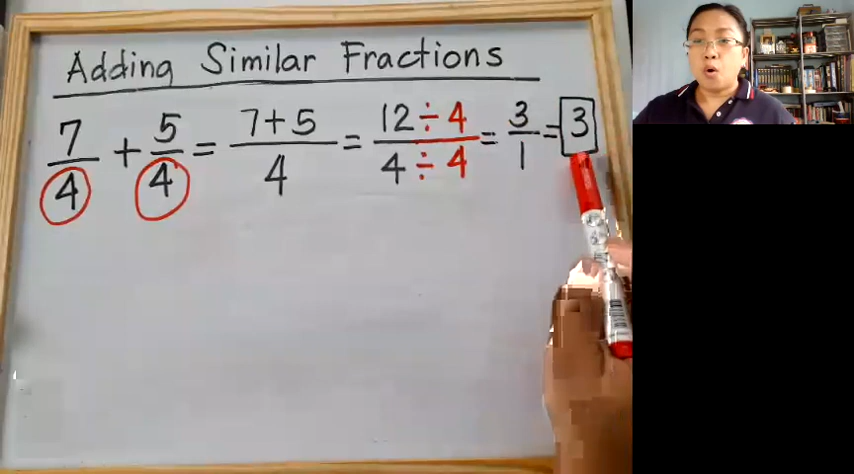 Adding Similar Fractions
7/4 + 5/4 = 7+5/4 = 12÷4/4÷4 = 3/1 = 3